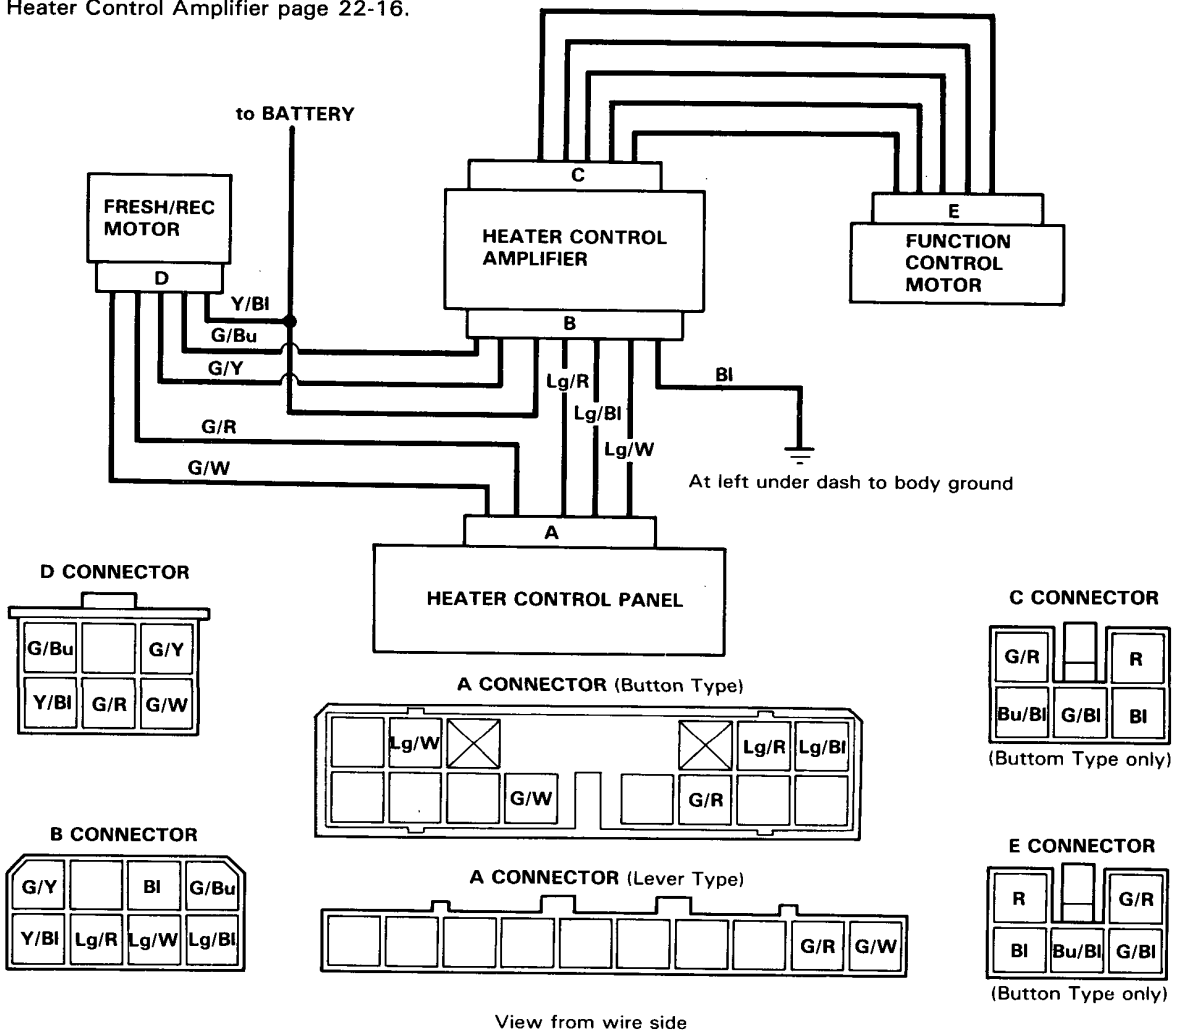 Heater Control Amplifier page 22-16.
to BATTERY
C
FRESH/REC
MOTOR
HEATER CONTROL
AMPLIFIER
E
FUNCTION
CONTROL
MOTOR
D
Y/Bl
G/Bu
G/Y
B
Lg/R
Lg/Bl
Lg/W
Bl
G/R
G/W
At left under dash to body ground
A
HEATER CONTROL PANEL
D CONNECTOR
G/Bu G/Y
Y/Bl G/R G/W
C CONNECTOR
G/R R
Bu/Bl G/Bl Bl
(Buttom Type only)
A CONNECTOR (Button Type)
Lg/W Lg/R Lg/Bl
G/W G/R
B CONNECTOR
G/Y Bl G/Bu
Y/Bl Lg/R Lg/W Lg/Bl
A CONNECTOR (Lever Type)
G/R G/W
E CONNECTOR
R G/R
Bl Bu/Bl G/Bl
(Button Type only)
View from wire side